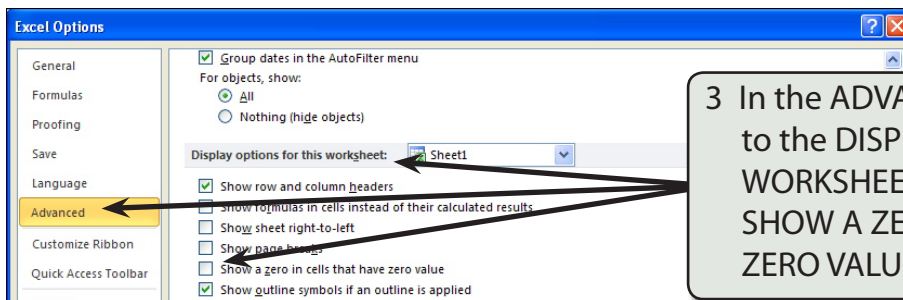 Excel Options
General
Formulas
Proofing
Save
Language
Advanced
Customize Ribbon
Quick Access Toolbar
Group dates in the AutoFilter menu
For objects, show:
All
Nothing (hide objects)
Display options for this worksheet: Sheet1
Show row and column headers
Show formulas in cells instead of their calculated results
Show sheet right-to-left
Show page breaks
Show a zero in cells that have zero value
Show outline symbols if an outline is applied
3 In the ADVA
to the DISP
WORKSHEE
SHOW A ZE
ZERO VALU